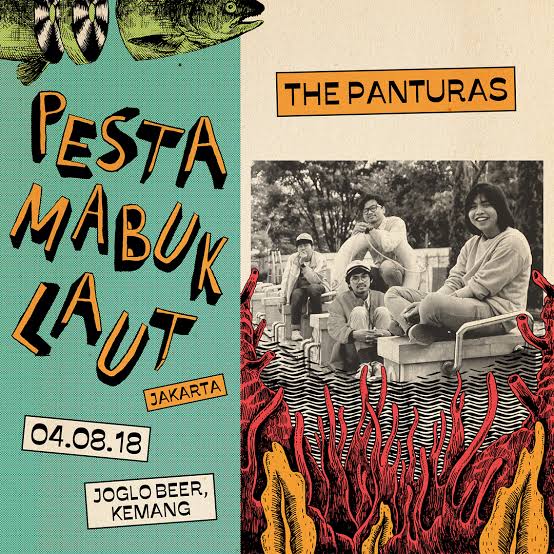 PESTA
MABUK
LAUT
JAKARTA
04.08.18
JOGLO BEER,
KEMANG
THE PANTURAS